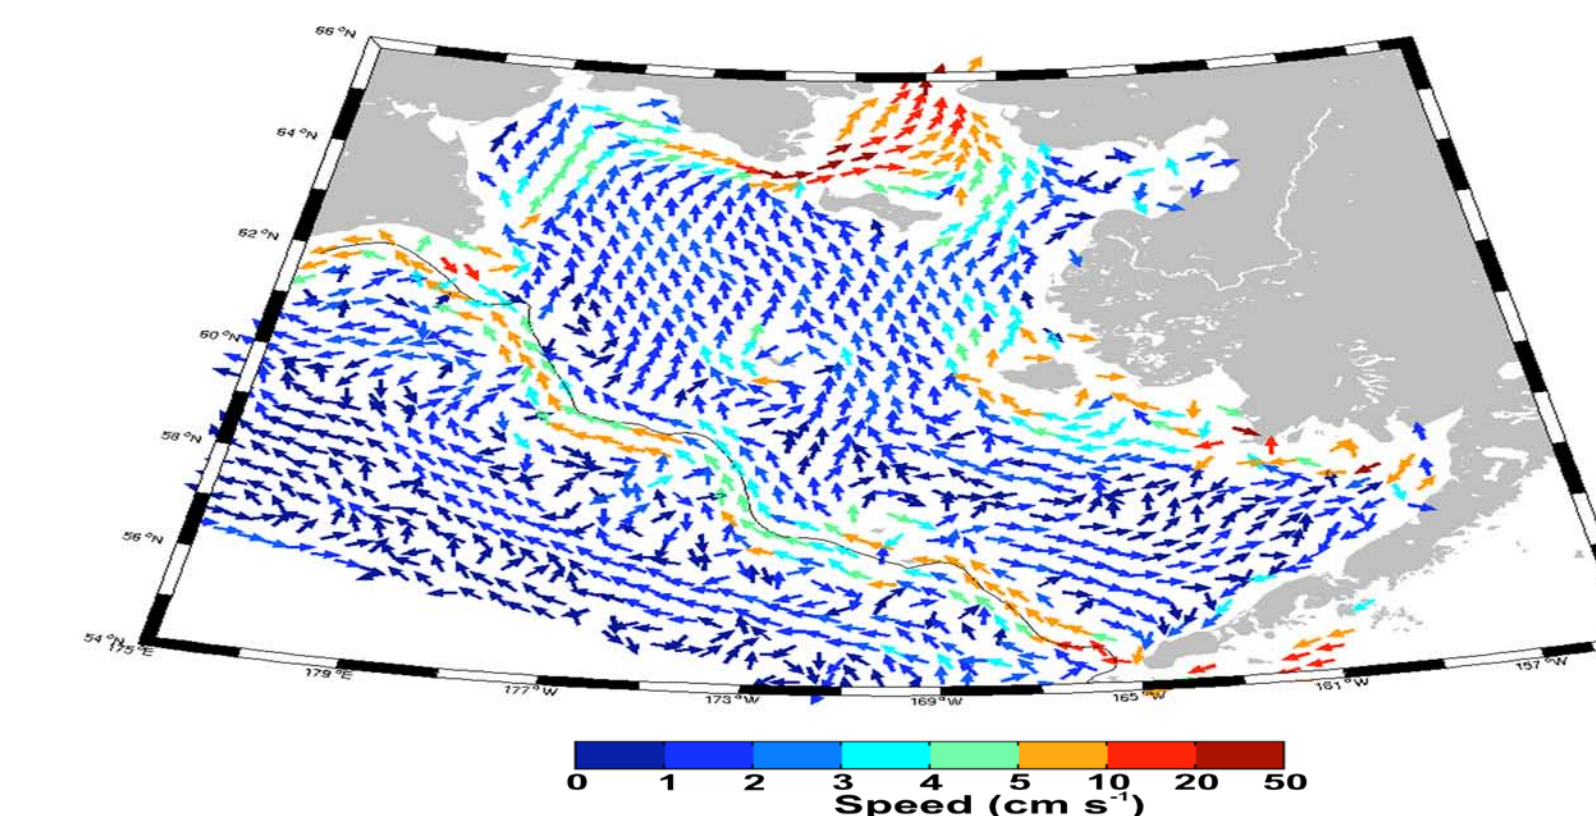 66 °N
64 °N
62 °N
60 °N
58 °N
56 °N
54 °N
175 °E
179 °E
177 °W
173 °W
169 °W
165 °W
161 °W
157 °W
0 1 2 3 4 5 10 20 50
Speed (cm s⁻¹)